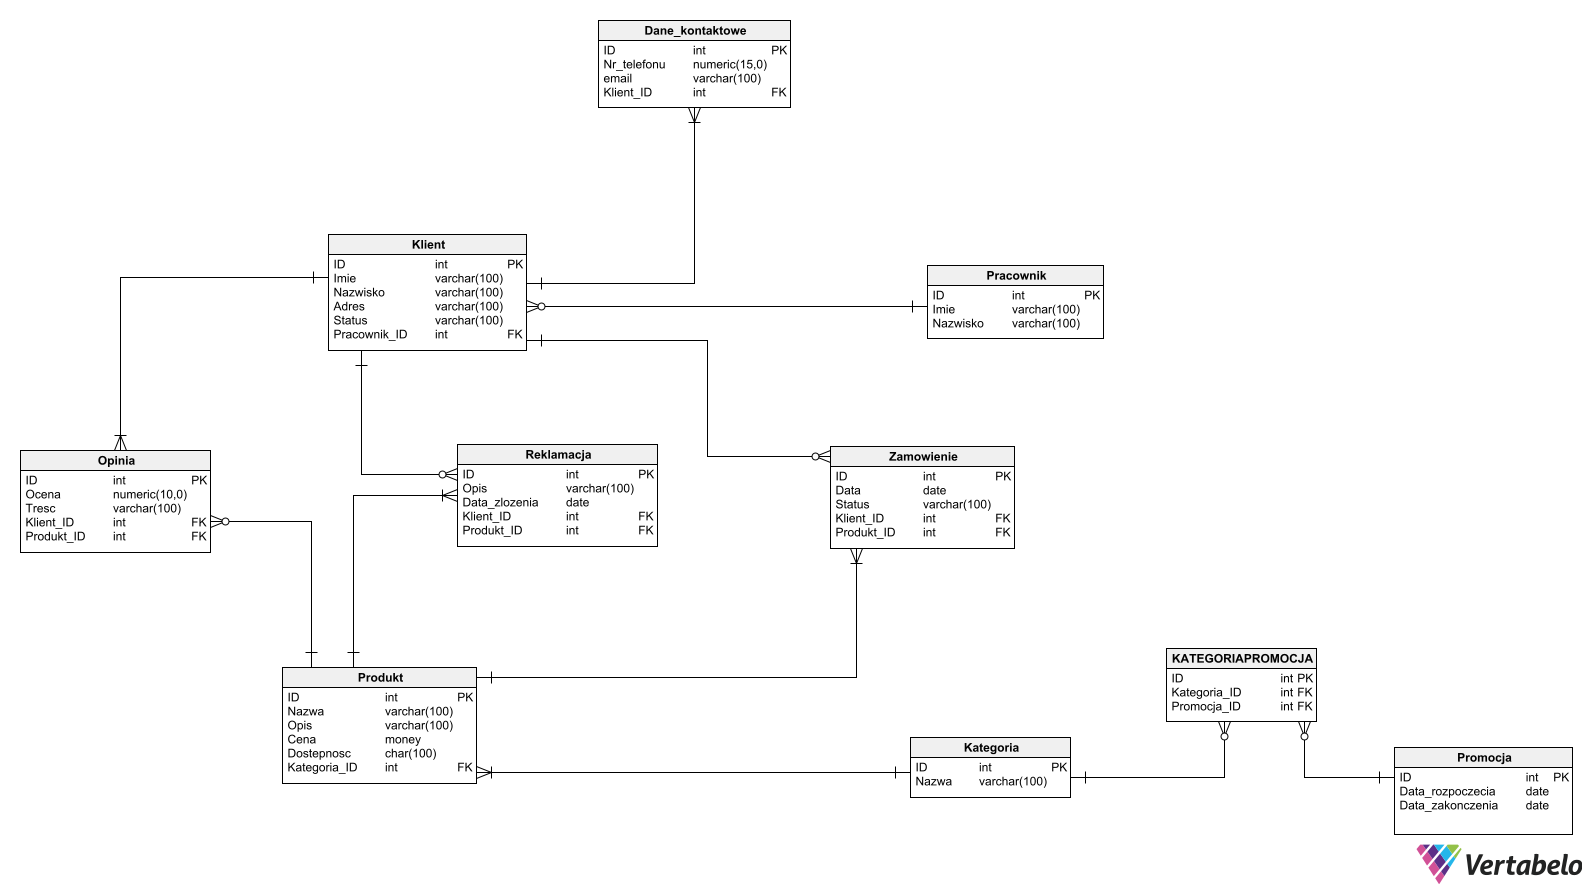 Dane_kontaktowe
ID int PK
Nr_telefonu numeric(15,0)
email varchar(100)
Klient_ID int FK
Klient
ID int PK
Imie varchar(100)
Nazwisko varchar(100)
Adres varchar(100)
Status varchar(100)
Pracownik_ID int FK
Pracownik
ID int PK
Imie varchar(100)
Nazwisko varchar(100)
Opinia
ID int PK
Ocena numeric(10,0)
Tresc varchar(100)
Klient_ID int FK
Produkt_ID int FK
Reklamacja
ID int PK
Opis varchar(100)
Data_zlozenia date
Klient_ID int FK
Produkt_ID int FK
Zamowienie
ID int PK
Data date
Status varchar(100)
Klient_ID int FK
Produkt_ID int FK
Produkt
ID int PK
Nazwa varchar(100)
Opis varchar(100)
Cena money
Dostepnosc char(100)
Kategoria_ID int FK
Kategoria
ID int PK
Nazwa varchar(100)
KATEGORIAPROMOCJA
ID int PK
Kategoria_ID int FK
Promocja_ID int FK
Promocja
ID int PK
Data_rozpoczecia date
Data_zakonczenia date
Vertabelo